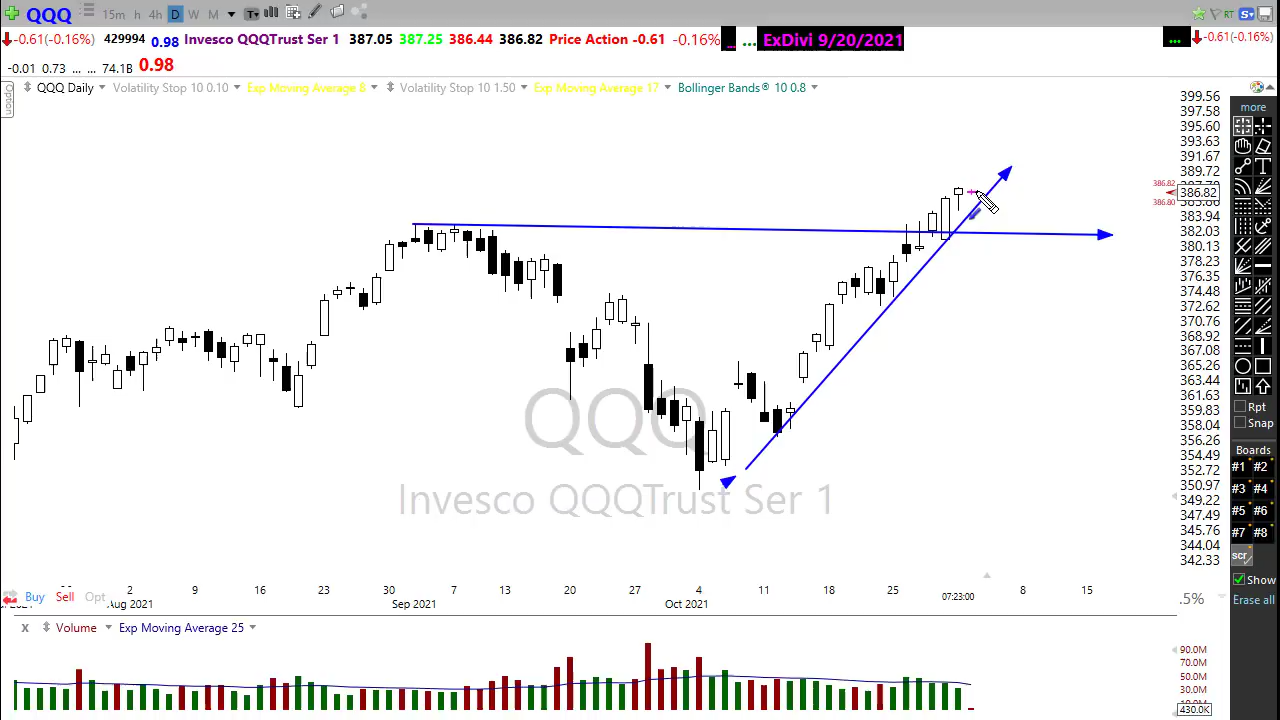 QQQ 15m h 4h D W M T RT S
-0.61(-0.16%) 429994 0.98 Invesco QQQTrust Ser 1 387.05 387.25 386.44 386.82 Price Action -0.61 -0.16% ... ... ExDivi 9/20/2021 ... -0.61(-0.16%)
-0.01 0.73 ... ... 74.1B 0.98
Option
QQQ Daily Volatility Stop 10 0.10 Exp Moving Average 8 Volatility Stop 10 1.50 Exp Moving Average 17 Bollinger Bands® 10 0.8
399.56
397.58
395.60
393.63
391.67
389.72
386.82
386.82
386.80
383.94
382.03
380.13
378.23
376.35
374.48
372.62
370.76
368.92
367.08
365.26
363.44
361.63
359.83
358.04
356.26
354.49
352.72
350.97
349.22
347.49
345.76
344.04
342.33
more
T
Rpt
Snap
Boards
#1 #2
#3 #4
#5 #6
#7 #8
scr
Show
Erase all
QQQ
Invesco QQQTrust Ser 1
2 9 16 23 30 7 13 20 27 4 11 18 25 07:23:00 8 15
Aug 2021 Sep 2021 Oct 2021
Buy Sell Opt
.5%
X Volume Exp Moving Average 25
90.0M
70.0M
50.0M
30.0M
430.0K